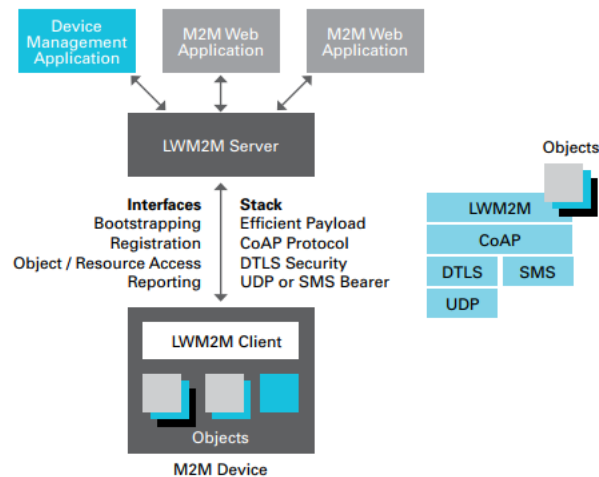 Device
Management
Application
M2M Web
Application
M2M Web
Application
LWM2M Server
Interfaces
Bootstrapping
Registration
Object / Resource Access
Reporting
Stack
Efficient Payload
CoAP Protocol
DTLS Security
UDP or SMS Bearer
LWM2M Client
Objects
M2M Device
Objects
LWM2M
CoAP
DTLS
SMS
UDP